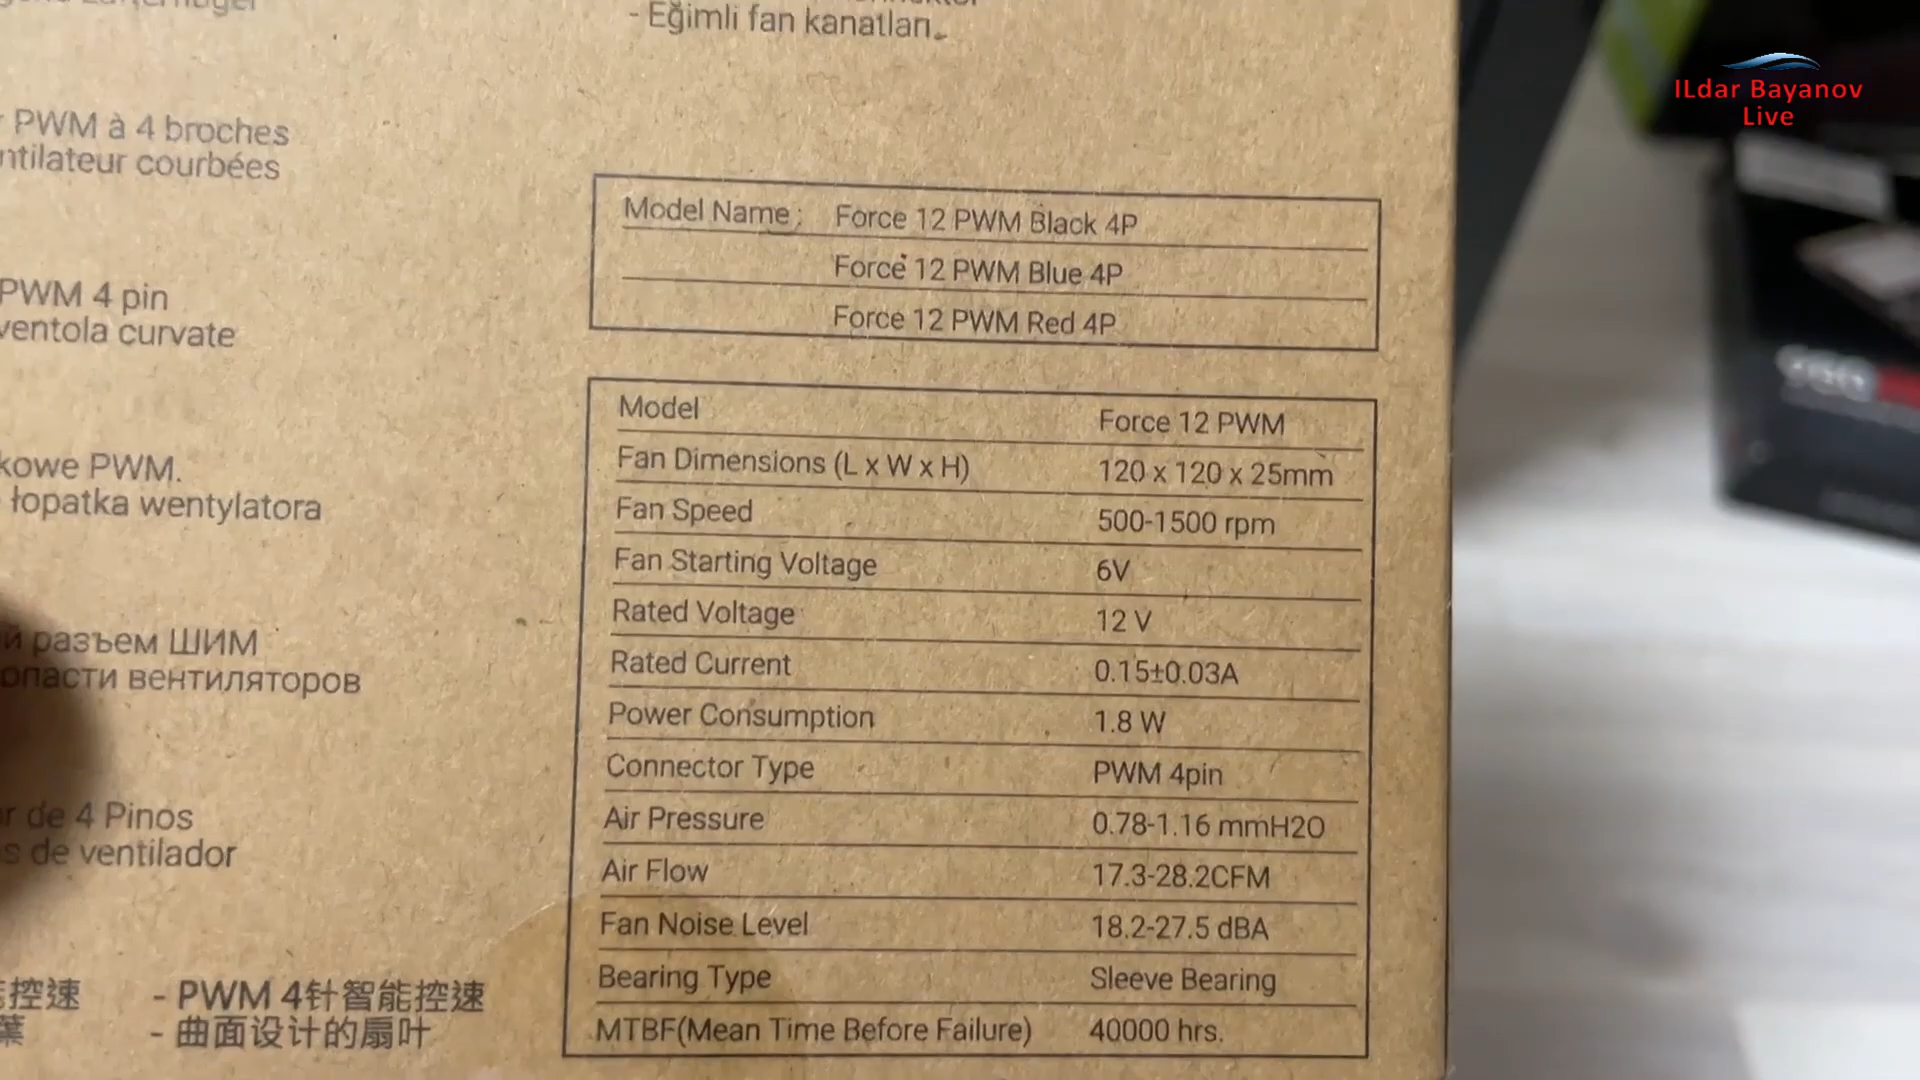 - Eğimli fan kanatları.
PWM à 4 broches
courbées
PWM 4 pin
ventola curvate
PWM.
łopatka wentylatora
разъем ШИМ
вентиляторов
de 4 Pinos
de ventilador
控速
- PWM 4针智能控速
- 曲面设计的扇叶
ILdar Bayanov
Live
Model Name : Force 12 PWM Black 4P
Force 12 PWM Blue 4P
Force 12 PWM Red 4P
Model Force 12 PWM
Fan Dimensions (L x W x H) 120 x 120 x 25mm
Fan Speed 500-1500 rpm
Fan Starting Voltage 6V
Rated Voltage 12 V
Rated Current 0.15±0.03A
Power Consumption 1.8 W
Connector Type PWM 4pin
Air Pressure 0.78-1.16 mmH2O
Air Flow 17.3-28.2CFM
Fan Noise Level 18.2-27.5 dBA
Bearing Type Sleeve Bearing
MTBF(Mean Time Before Failure) 40000 hrs.